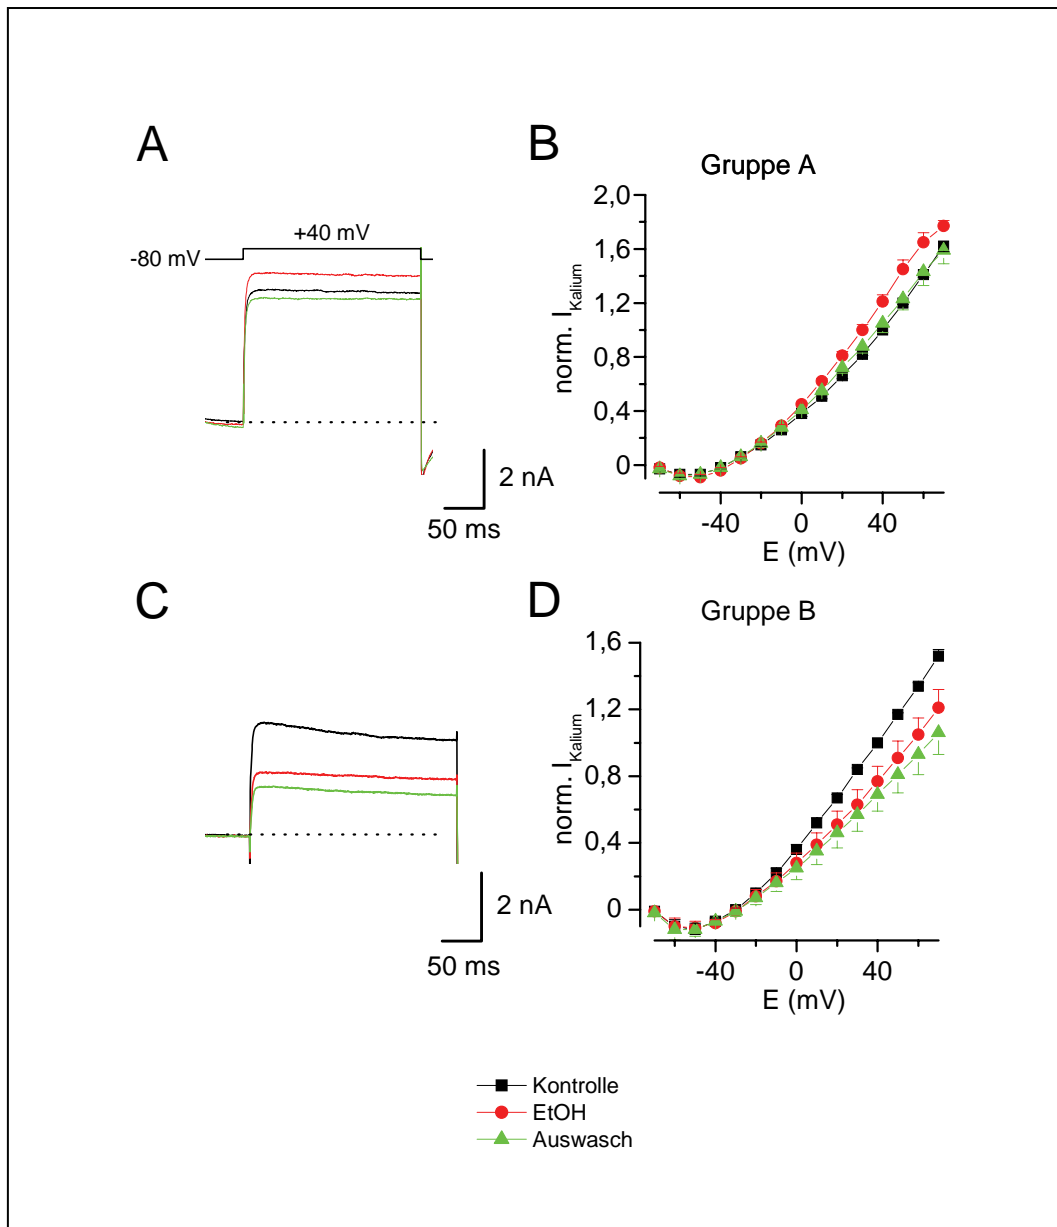 A
B
Gruppe A
+40 mV
-80 mV
2 nA
50 ms
norm. I Kalium
2,0
1,6
1,2
0,8
0,4
0
-40 0 40
E (mV)
C
D
Gruppe B
2 nA
50 ms
norm. I Kalium
1,6
1,2
0,8
0,4
0
-40 0 40
E (mV)
Kontrolle
EtOH
Auswasch